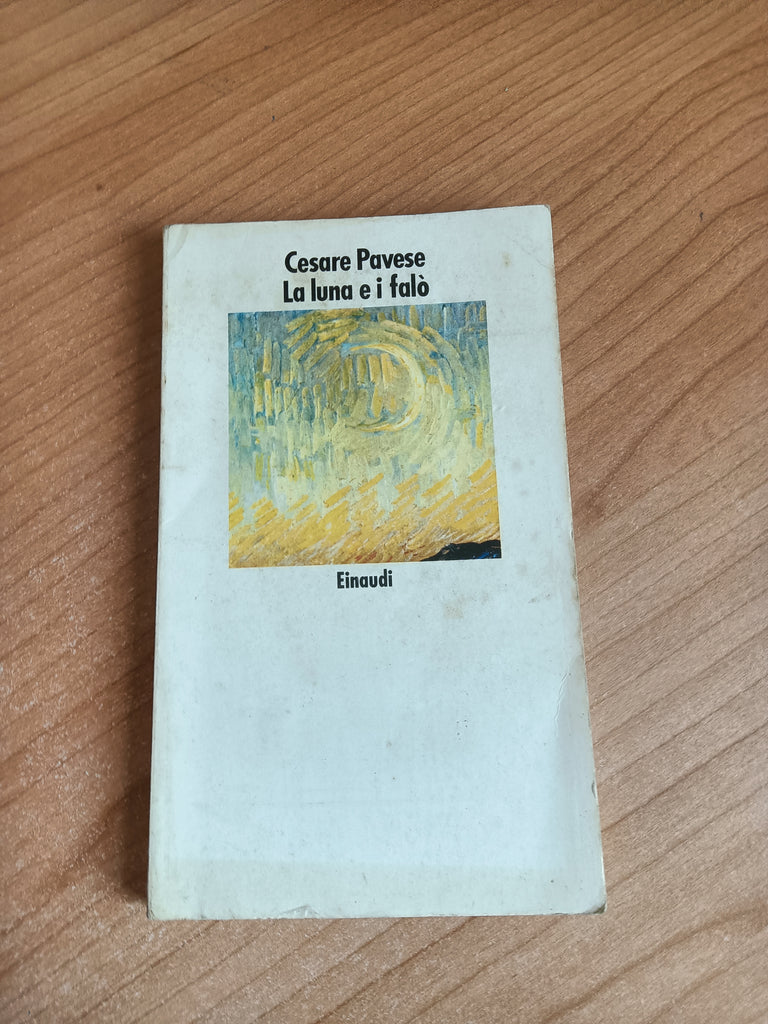 Cesare Pavese
La luna e i falò
Einaudi